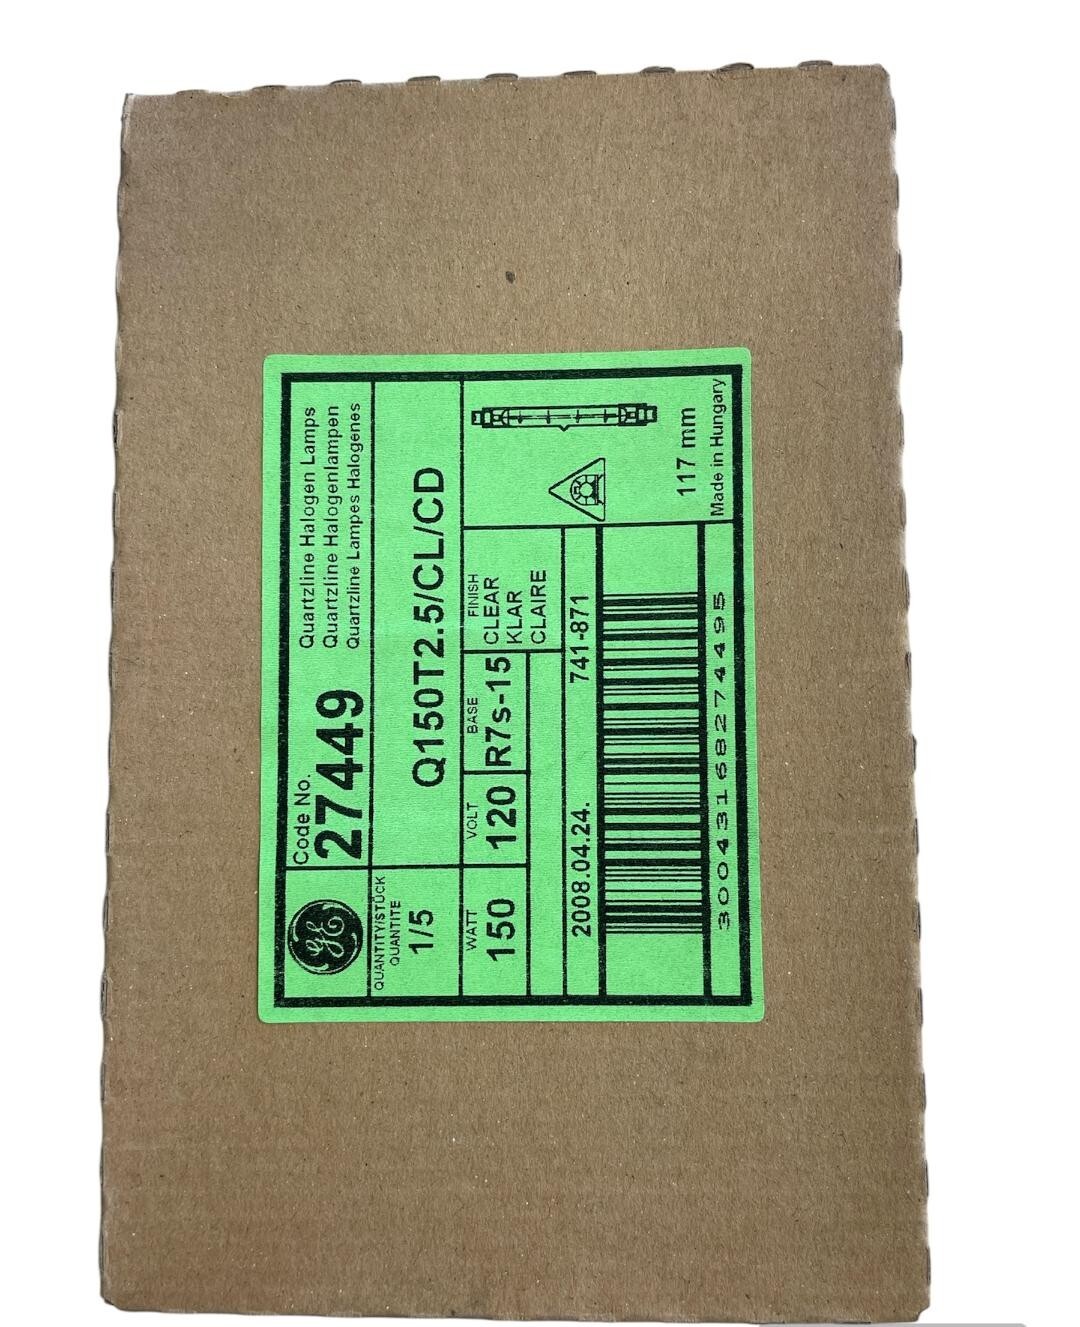 GE
Code No.
27449
Quartzline Halogen Lamps
Quartzline Halogenlampen
Quartzline Lampes Halogenes
QUANTITY/STÜCK
QUANTITE
1/5
Q150T2.5/CL/CD
WATT
150
VOLT
120
BASE
R7s-15
FINISH
CLEAR
KLAR
CLAIRE
2008.04.24.
741-871
30043168274495
117 mm
Made in Hungary